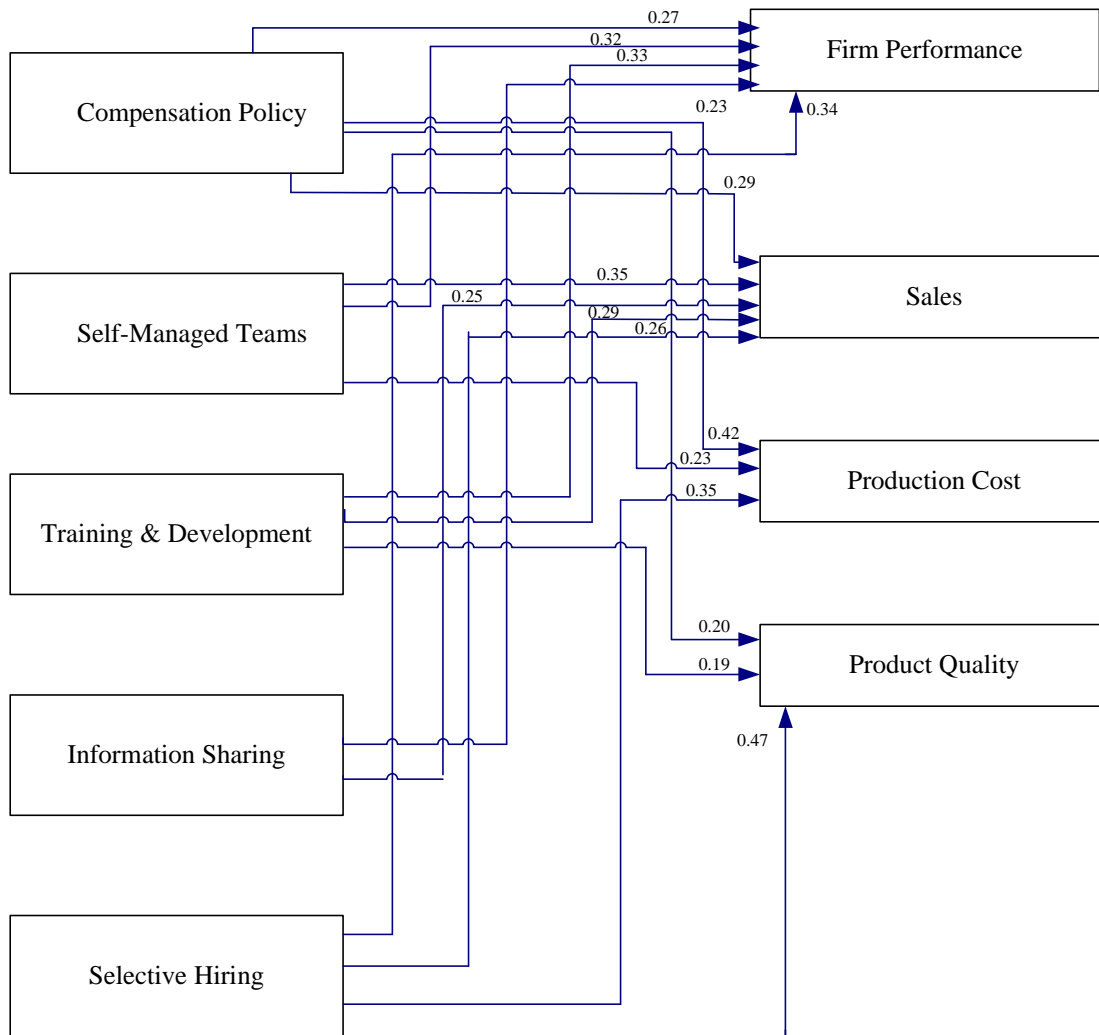 0.27
Firm Performance
0.32
0.33
Compensation Policy
0.23
0.34
0.29
0.35
Sales
0.25
0.29
Self-Managed Teams
0.26
0.42
0.23
Production Cost
0.35
Training & Development
0.20
0.19
Product Quality
Information Sharing
0.47
Selective Hiring